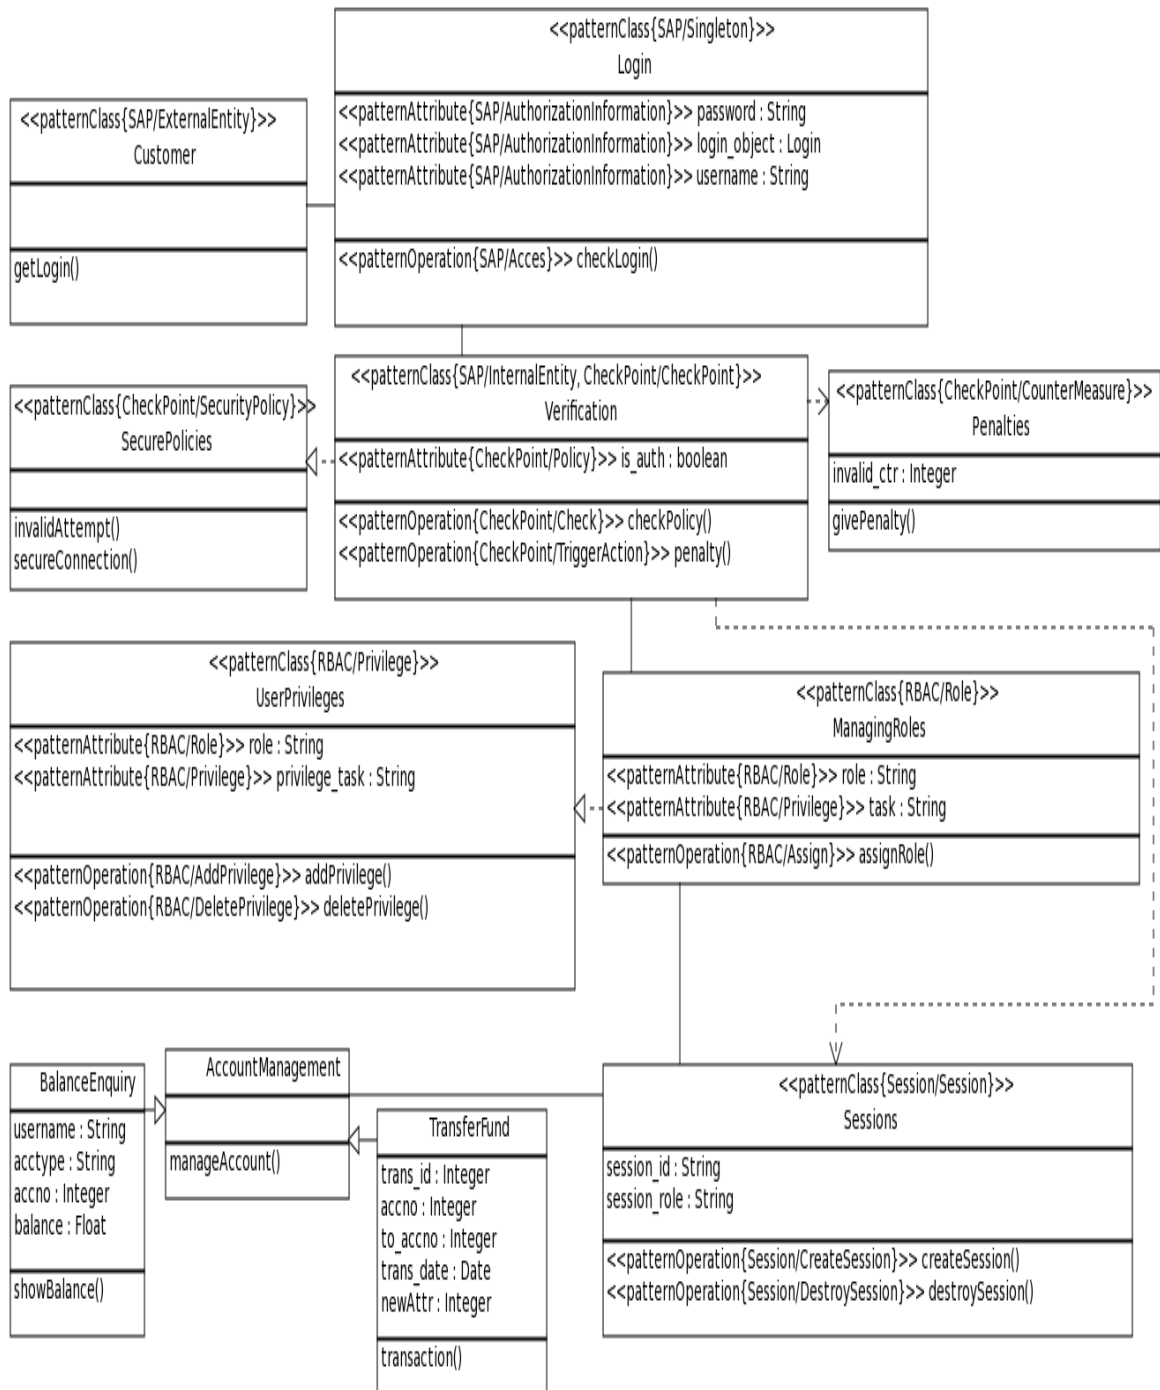 <<patternClass{SAP/Singleton}>>
Login
<<patternAttribute{SAP/AuthorizationInformation}>> password : String
<<patternAttribute{SAP/AuthorizationInformation}>> login_object : Login
<<patternAttribute{SAP/AuthorizationInformation}>> username : String
<<patternOperation{SAP/Acces}>> checkLogin()
<<patternClass{SAP/ExternalEntity}>>
Customer
getLogin()
<<patternClass{CheckPoint/SecurityPolicy}>>
SecurePolicies
invalidAttempt()
secureConnection()
<<patternClass{SAP/InternalEntity, CheckPoint/CheckPoint}>>
Verification
<<patternAttribute{CheckPoint/Policy}>> is_auth : boolean
<<patternOperation{CheckPoint/Check}>> checkPolicy()
<<patternOperation{CheckPoint/TriggerAction}>> penalty()
<<patternClass{CheckPoint/CounterMeasure}>>
Penalties
invalid_ctr : Integer
givePenalty()
<<patternClass{RBAC/Privilege}>>
UserPrivileges
<<patternAttribute{RBAC/Role}>> role : String
<<patternAttribute{RBAC/Privilege}>> privilege_task : String
<<patternOperation{RBAC/AddPrivilege}>> addPrivilege()
<<patternOperation{RBAC/DeletePrivilege}>> deletePrivilege()
<<patternClass{RBAC/Role}>>
ManagingRoles
<<patternAttribute{RBAC/Role}>> role : String
<<patternAttribute{RBAC/Privilege}>> task : String
<<patternOperation{RBAC/Assign}>> assignRole()
BalanceEnquiry
username : String
acctype : String
accno : Integer
balance : Float
showBalance()
AccountManagement
manageAccount()
TransferFund
trans_id : Integer
accno : Integer
to_accno : Integer
trans_date : Date
newAttr : Integer
transaction()
<<patternClass{Session/Session}>>
Sessions
session_id : String
session_role : String
<<patternOperation{Session/CreateSession}>> createSession()
<<patternOperation{Session/DestroySession}>> destroySession()